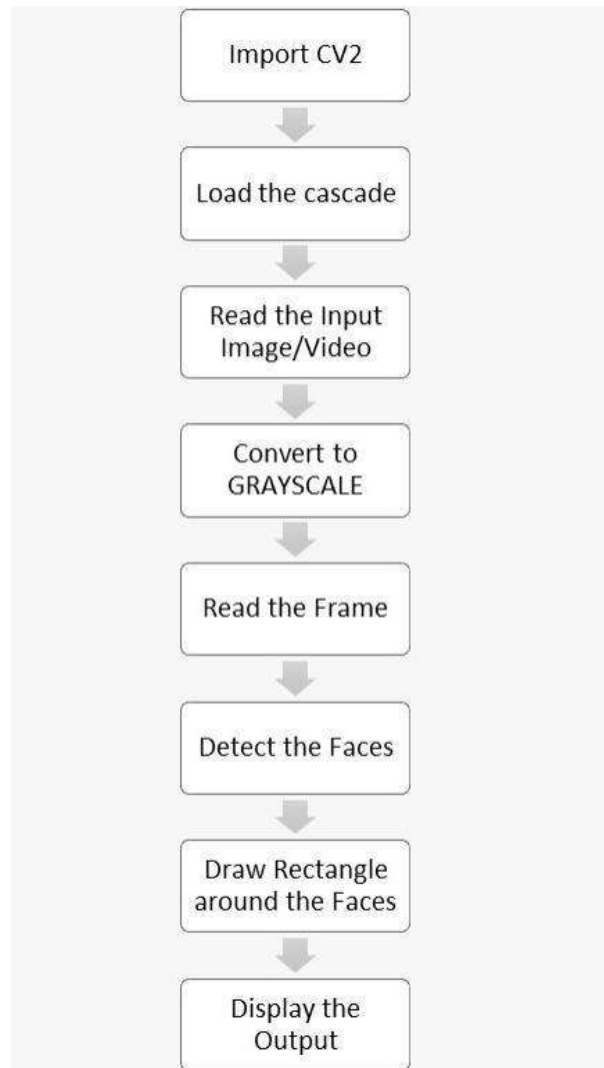 Import CV2
Load the cascade
Read the Input
Image/Video
Convert to
GRAYSCALE
Read the Frame
Detect the Faces
Draw Rectangle
around the Faces
Display the
Output